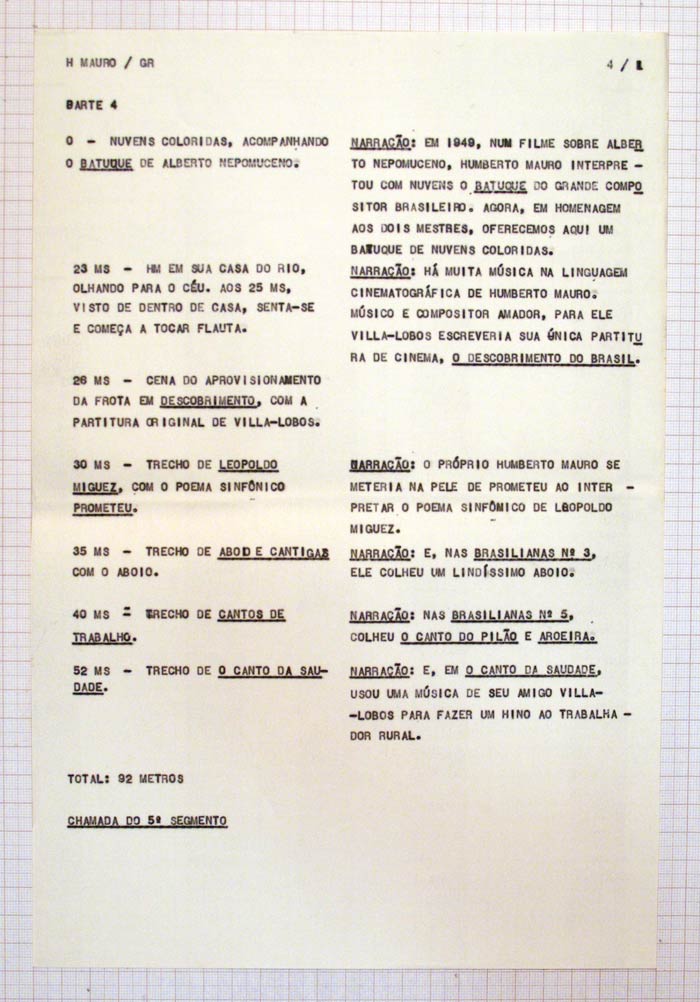 H MAURO / GR
4 / 1
PARTE 4
0 – NUVENS COLORIDAS, ACOMPANHANDO
O BATUQUE DE ALBERTO NEPOMUCENO.
NARRAÇÃO: EM 1949, NUM FILME SOBRE ALBER
TO NEPOMUCENO, HUMBERTO MAURO INTERPRE –
TOU COM NUVENS O BATUQUE DO GRANDE COMPO
SITOR BRASILEIRO. AGORA, EM HOMENAGEM
AOS DOIS MESTRES, OFERECEMOS AQUI UM
BATUQUE DE NUVENS COLORIDAS.
23 MS – HM EM SUA CASA DO RIO,
OLHANDO PARA O CÉU. AOS 25 MS,
VISTO DE DENTRO DE CASA, SENTA-SE
E COMEÇA A TOCAR FLAUTA.
NARRAÇÃO: HÁ MUITA MÚSICA NA LINGUAGEM
CINEMATOGRÁFICA DE HUMBERTO MAURO.
MÚSICO E COMPOSITOR AMADOR, PARA ELE
VILLA-LOBOS ESCREVERIA SUA ÚNICA PARTITU
RA DE CINEMA, O DESCOBRIMENTO DO BRASIL.
26 MS – CENA DO APROVISIONAMENTO
DA FROTA EM DESCOBRIMENTO, COM A
PARTITURA ORIGINAL DE VILLA-LOBOS.
30 MS – TRECHO DE LEOPOLDO
MIGUEZ, COM O POEMA SINFÔNICO
PROMETEU.
NARRAÇÃO: O PRÓPRIO HUMBERTO MAURO SE
METERIA NA PELE DE PROMETEU AO INTER –
PRETAR O POEMA SINFÔMICO DE LEOPOLDO
MIGUEZ.
35 MS – TRECHO DE ABOIO E CANTIGAS
COM O ABOIO.
NARRAÇÃO: E, NAS BRASILIANAS Nº 3,
ELE COLHEU UM LINDÍSSIMO ABOIO.
40 MS – TRECHO DE CANTOS DE
TRABALHO.
NARRAÇÃO: NAS BRASILIANAS Nº 5,
COLHEU O CANTO DO PILÃO E AROEIRA.
52 MS – TRECHO DE O CANTO DA SAU-
DADE.
NARRAÇÃO: E, EM O CANTO DA SAUDADE,
USOU UMA MÚSICA DE SEU AMIGO VILLA-
-LOBOS PARA FAZER UM HINO AO TRABALHA –
DOR RURAL.
TOTAL: 92 METROS
CHAMADA DO 5º SEGMENTO